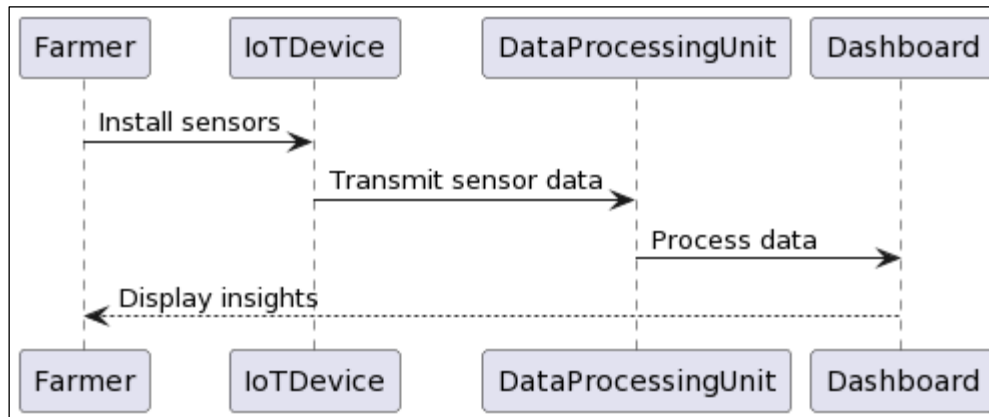 Farmer IoTDevice DataProcessingUnit Dashboard
Install sensors
Transmit sensor data
Process data
Display insights
Farmer IoTDevice DataProcessingUnit Dashboard